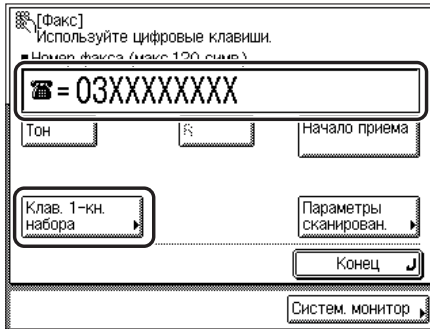 [Факс]
Используйте цифровые клавиши.
■Номер факса (макс.120 симв.)
☎=03XXXXXXXX
Тон
R
Начало приема
Клав. 1-кн.
набора
Параметры
сканирован.
Конец
Систем. монитор